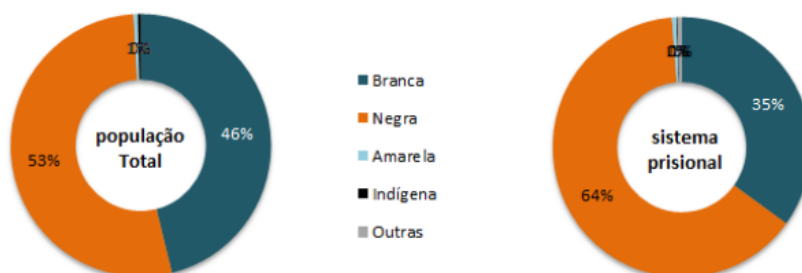 população
Total
46%
53%
Branca
Negra
Amarela
Indígena
Outras
sistema
prisional
35%
64%